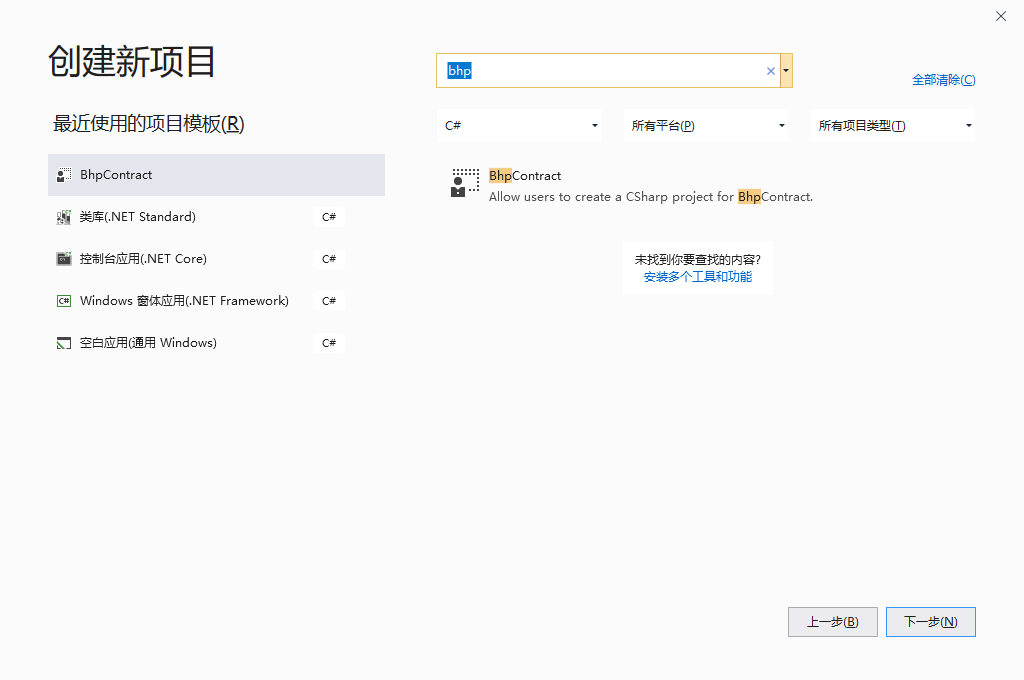 创建新项目
最近使用的项目模板(R)
BhpContract
类库(.NET Standard)
C#
控制台应用(.NET Core)
C#
Windows 窗体应用(.NET Framework)
C#
空白应用(通用 Windows)
C#
bhp
全部清除(C)
C#
所有平台(P)
所有项目类型(T)
BhpContract
Allow users to create a CSharp project for BhpContract.
未找到你要查找的内容?
安装多个工具和功能
上一步(B)
下一步(N)